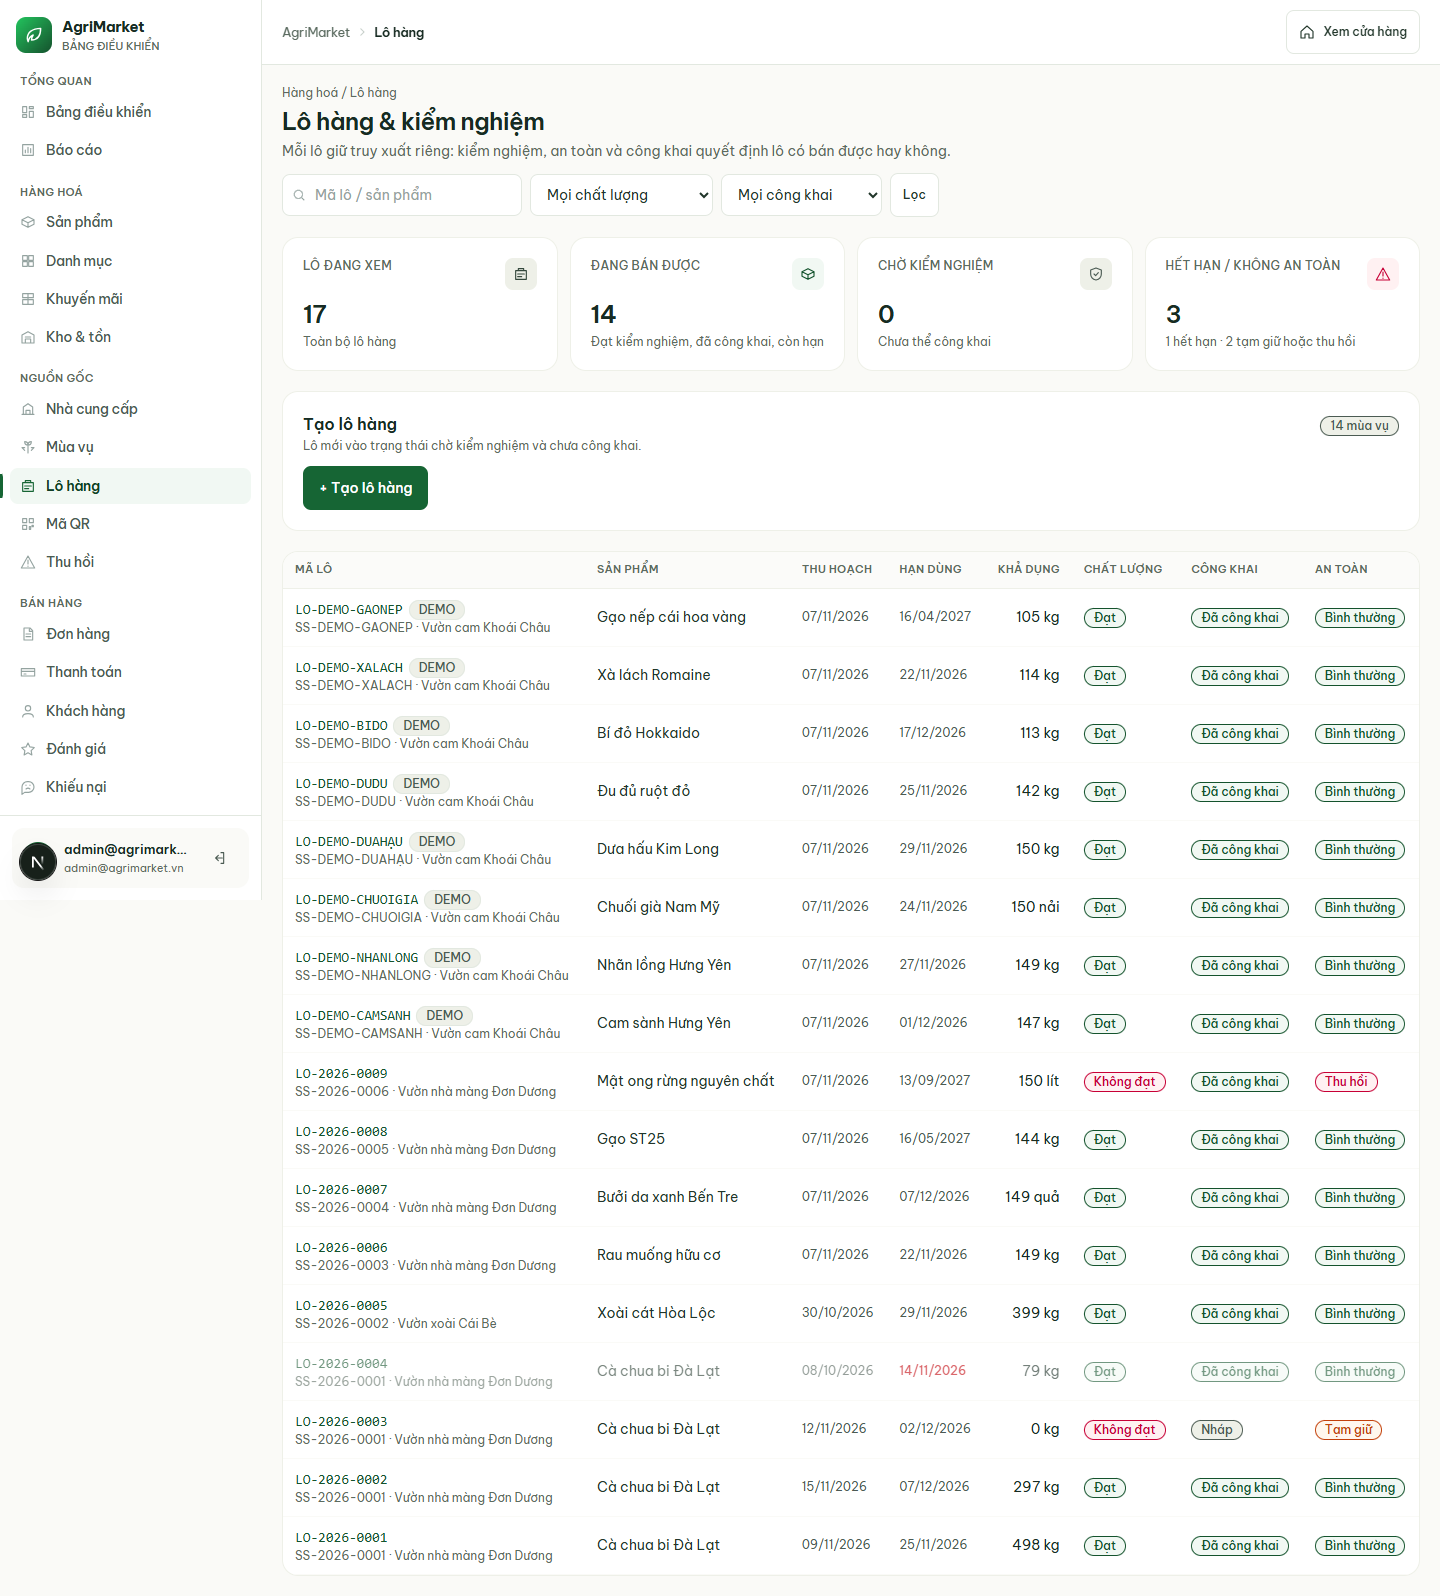 AgriMarket
BẢNG ĐIỀU KHIỂN
TỔNG QUAN
Bảng điều khiển
Báo cáo
HÀNG HOÁ
Sản phẩm
Danh mục
Khuyến mãi
Kho & tồn
NGUỒN GỐC
Nhà cung cấp
Mùa vụ
Lô hàng
Mã QR
Thu hồi
BÁN HÀNG
Đơn hàng
Thanh toán
Khách hàng
Đánh giá
Khiếu nại
N
admin@agrimark...
admin@agrimarket.vn
AgriMarket > Lô hàng
Xem cửa hàng
Hàng hoá / Lô hàng
Lô hàng & kiểm nghiệm
Mỗi lô giữ truy xuất riêng: kiểm nghiệm, an toàn và công khai quyết định lô có bán được hay không.
Mã lô / sản phẩm Mọi chất lượng Mọi công khai Lọc
LÔ ĐANG XEM
17
Toàn bộ lô hàng
ĐANG BÁN ĐƯỢC
14
Đạt kiểm nghiệm, đã công khai, còn hạn
CHỜ KIỂM NGHIỆM
0
Chưa thể công khai
HẾT HẠN / KHÔNG AN TOÀN
3
1 hết hạn · 2 tạm giữ hoặc thu hồi
Tạo lô hàng
14 mùa vụ
Lô mới vào trạng thái chờ kiểm nghiệm và chưa công khai.
+ Tạo lô hàng
MÃ LÔ SẢN PHẨM THU HOẠCH HẠN DÙNG KHẢ DỤNG CHẤT LƯỢNG CÔNG KHAI AN TOÀN
LO-DEMO-GAONEP DEMO
SS-DEMO-GAONEP · Vườn cam Khoái Châu
Gạo nếp cái hoa vàng 07/11/2026 16/04/2027 105 kg Đạt Đã công khai Bình thường
LO-DEMO-XALACH DEMO
SS-DEMO-XALACH · Vườn cam Khoái Châu
Xà lách Romaine 07/11/2026 22/11/2026 114 kg Đạt Đã công khai Bình thường
LO-DEMO-BIDO DEMO
SS-DEMO-BIDO · Vườn cam Khoái Châu
Bí đỏ Hokkaido 07/11/2026 17/12/2026 113 kg Đạt Đã công khai Bình thường
LO-DEMO-DUDU DEMO
SS-DEMO-DUDU · Vườn cam Khoái Châu
Đu đủ ruột đỏ 07/11/2026 25/11/2026 142 kg Đạt Đã công khai Bình thường
LO-DEMO-DUAHẠU DEMO
SS-DEMO-DUAHẠU · Vườn cam Khoái Châu
Dưa hấu Kim Long 07/11/2026 29/11/2026 150 kg Đạt Đã công khai Bình thường
LO-DEMO-CHUOIGIA DEMO
SS-DEMO-CHUOIGIA · Vườn cam Khoái Châu
Chuối già Nam Mỹ 07/11/2026 24/11/2026 150 nải Đạt Đã công khai Bình thường
LO-DEMO-NHANLONG DEMO
SS-DEMO-NHANLONG · Vườn cam Khoái Châu
Nhãn lồng Hưng Yên 07/11/2026 27/11/2026 149 kg Đạt Đã công khai Bình thường
LO-DEMO-CAMSANH DEMO
SS-DEMO-CAMSANH · Vườn cam Khoái Châu
Cam sành Hưng Yên 07/11/2026 01/12/2026 147 kg Đạt Đã công khai Bình thường
LO-2026-0009
SS-2026-0006 · Vườn nhà màng Đơn Dương
Mật ong rừng nguyên chất 07/11/2026 13/09/2027 150 lít Không đạt Đã công khai Thu hồi
LO-2026-0008
SS-2026-0005 · Vườn nhà màng Đơn Dương
Gạo ST25 07/11/2026 16/05/2027 144 kg Đạt Đã công khai Bình thường
LO-2026-0007
SS-2026-0004 · Vườn nhà màng Đơn Dương
Bưởi da xanh Bến Tre 07/11/2026 07/12/2026 149 quả Đạt Đã công khai Bình thường
LO-2026-0006
SS-2026-0003 · Vườn nhà màng Đơn Dương
Rau muống hữu cơ 07/11/2026 22/11/2026 149 kg Đạt Đã công khai Bình thường
LO-2026-0005
SS-2026-0002 · Vườn xoài Cái Bè
Xoài cát Hòa Lộc 30/10/2026 29/11/2026 399 kg Đạt Đã công khai Bình thường
LO-2026-0004
SS-2026-0001 · Vườn nhà màng Đơn Dương
Cà chua bi Đà Lạt 08/10/2026 14/11/2026 79 kg Đạt Đã công khai Bình thường
LO-2026-0003
SS-2026-0001 · Vườn nhà màng Đơn Dương
Cà chua bi Đà Lạt 12/11/2026 02/12/2026 0 kg Không đạt Nháp Tạm giữ
LO-2026-0002
SS-2026-0001 · Vườn nhà màng Đơn Dương
Cà chua bi Đà Lạt 15/11/2026 07/12/2026 297 kg Đạt Đã công khai Bình thường
LO-2026-0001
SS-2026-0001 · Vườn nhà màng Đơn Dương
Cà chua bi Đà Lạt 09/11/2026 25/11/2026 498 kg Đạt Đã công khai Bình thường